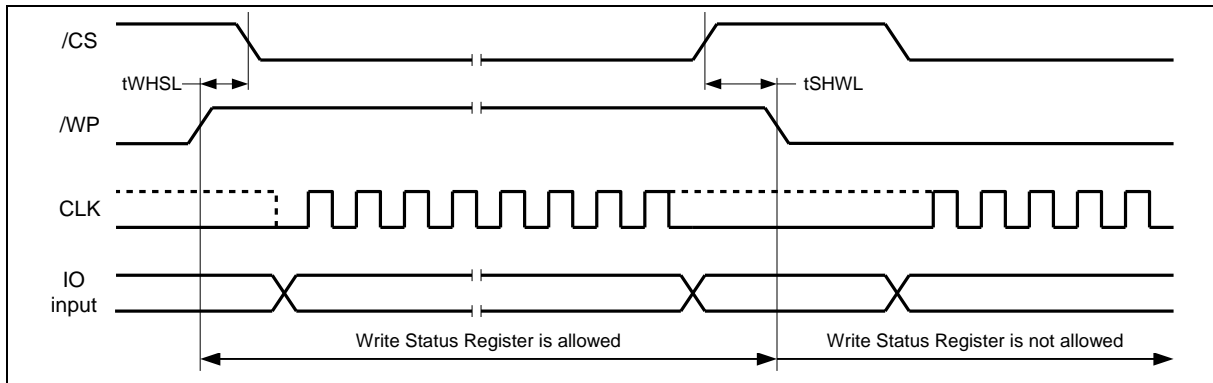 /CS
tWHSL
tSHWL
/WP
CLK
IO
input
Write Status Register is allowed
Write Status Register is not allowed